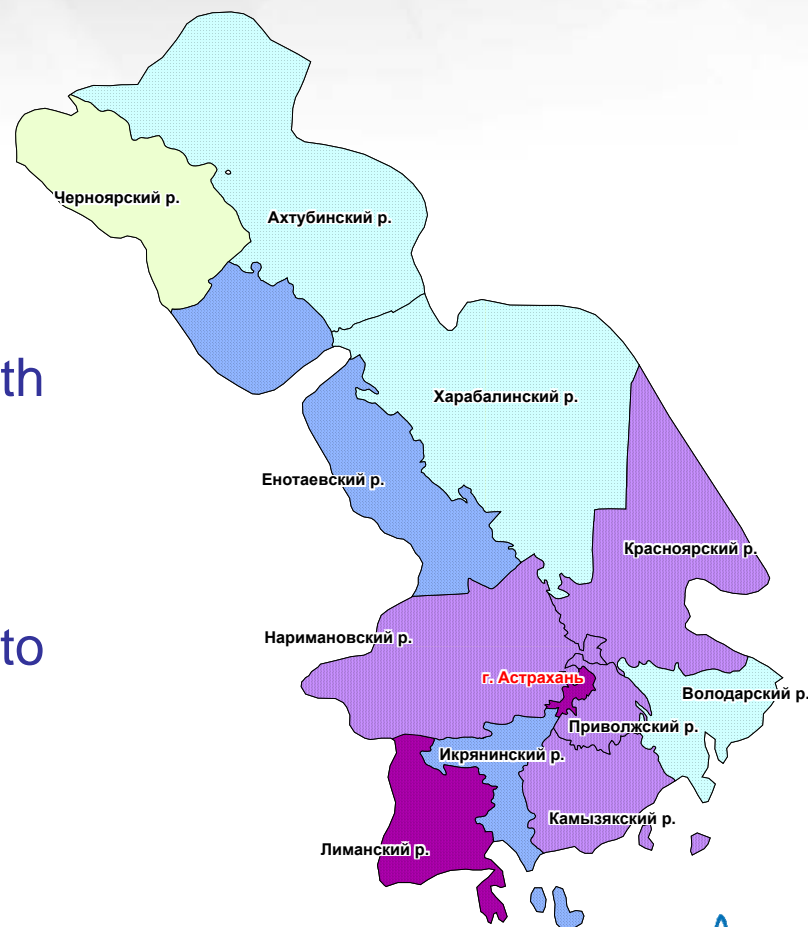 Черноярский р.
Ахтубинский р.
th
Харабалинский р.
Енотаевский р.
Красноярский р.
Наримановский р.
to
г. Астрахань
Володарский р.
Приволжский р.
Икрянинский р.
Камызякский р.
Лиманский р.